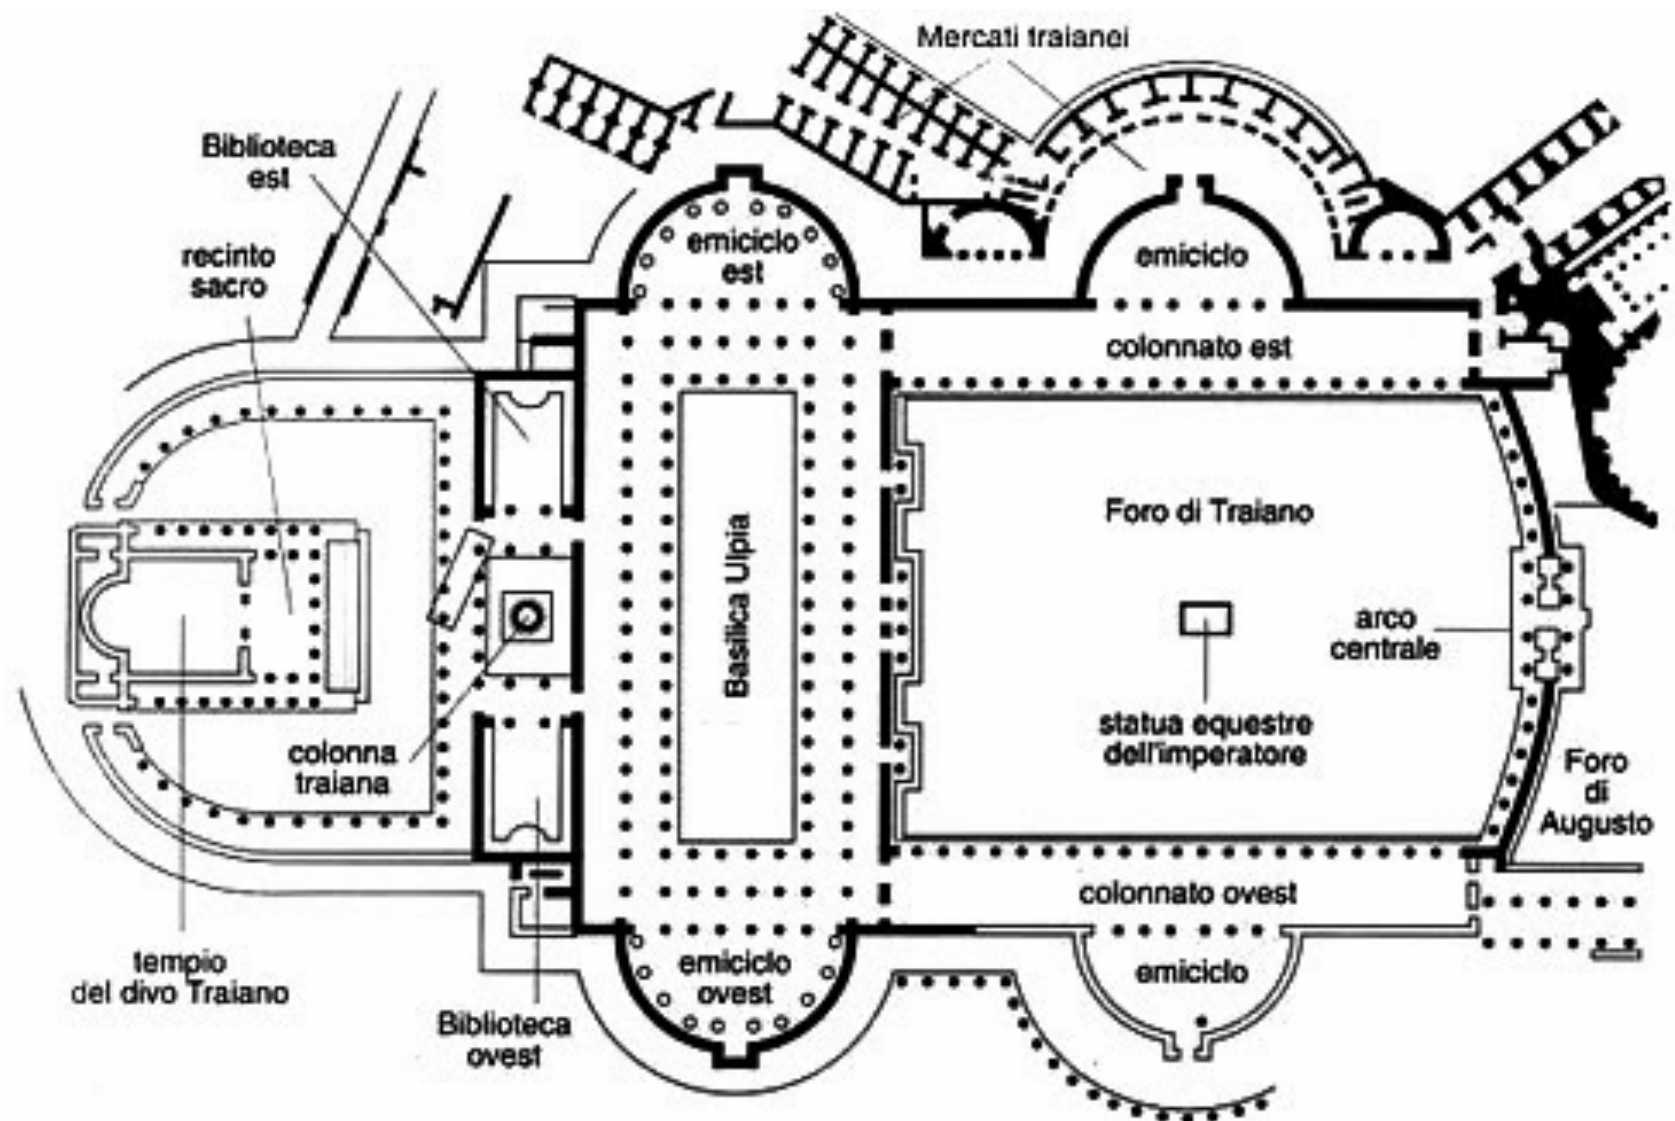 Mercati traianei
Biblioteca
est
recinto
sacro
emiciclo
est
emiciclo
colonnato est
Foro di Traiano
Basilica Ulpia
arco
centrale
statua equestre
dell'imperatore
colonna
traiana
Foro
di
Augusto
colonnato ovest
tempio
del divo Traiano
emiciclo
ovest
emiciclo
Biblioteca
ovest